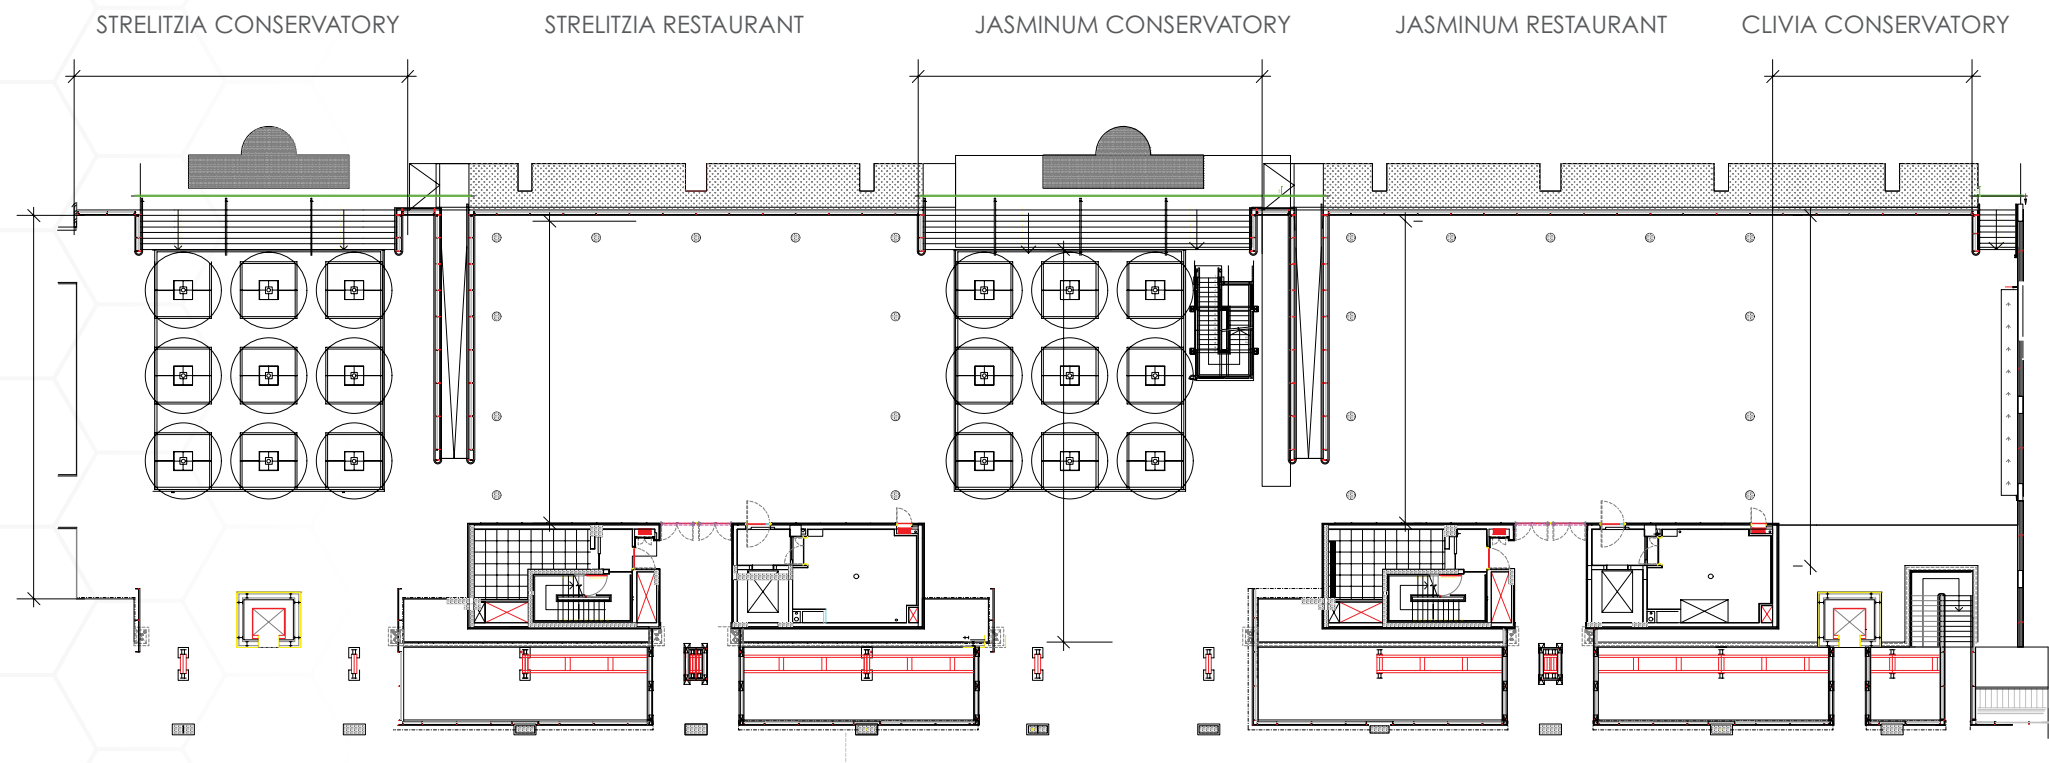 STRELITZIA CONSERVATORY
STRELITZIA RESTAURANT
JASMINUM CONSERVATORY
JASMINUM RESTAURANT
CLIVIA CONSERVATORY